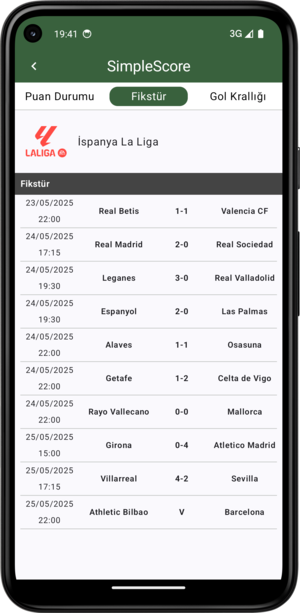 19:41 3G
SimpleScore
Puan Durumu Fikstür Gol Krallığı
LALIGA
İspanya La Liga
Fikstür
23/05/2025 22:00 Real Betis 1-1 Valencia CF
24/05/2025 17:15 Real Madrid 2-0 Real Sociedad
24/05/2025 19:30 Leganes 3-0 Real Valladolid
24/05/2025 19:30 Espanyol 2-0 Las Palmas
24/05/2025 22:00 Alaves 1-1 Osasuna
24/05/2025 22:00 Getafe 1-2 Celta de Vigo
24/05/2025 22:00 Rayo Vallecano 0-0 Mallorca
25/05/2025 15:00 Girona 0-4 Atletico Madrid
25/05/2025 17:15 Villarreal 4-2 Sevilla
25/05/2025 22:00 Athletic Bilbao V Barcelona